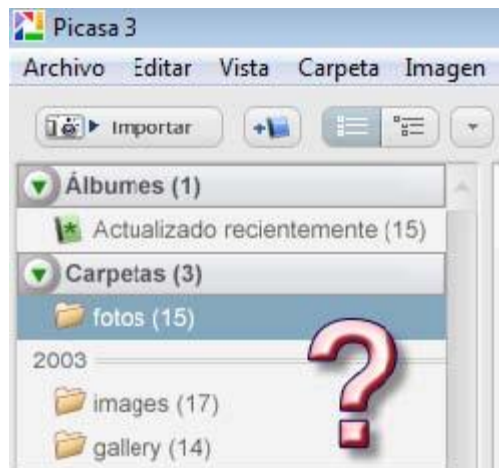 Picasa 3
Archivo Editar Vista Carpeta Imagen
Importar
Álbumes (1)
Actualizado recientemente (15)
Carpetas (3)
fotos (15)
2003
images (17)
gallery (14)
?